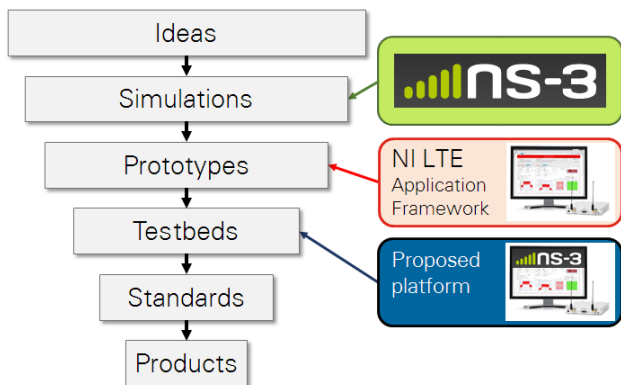 Ideas
Simulations
ns-3
Prototypes
NI LTE
Application
Framework
Testbeds
Proposed
platform
ns-3
Standards
Products